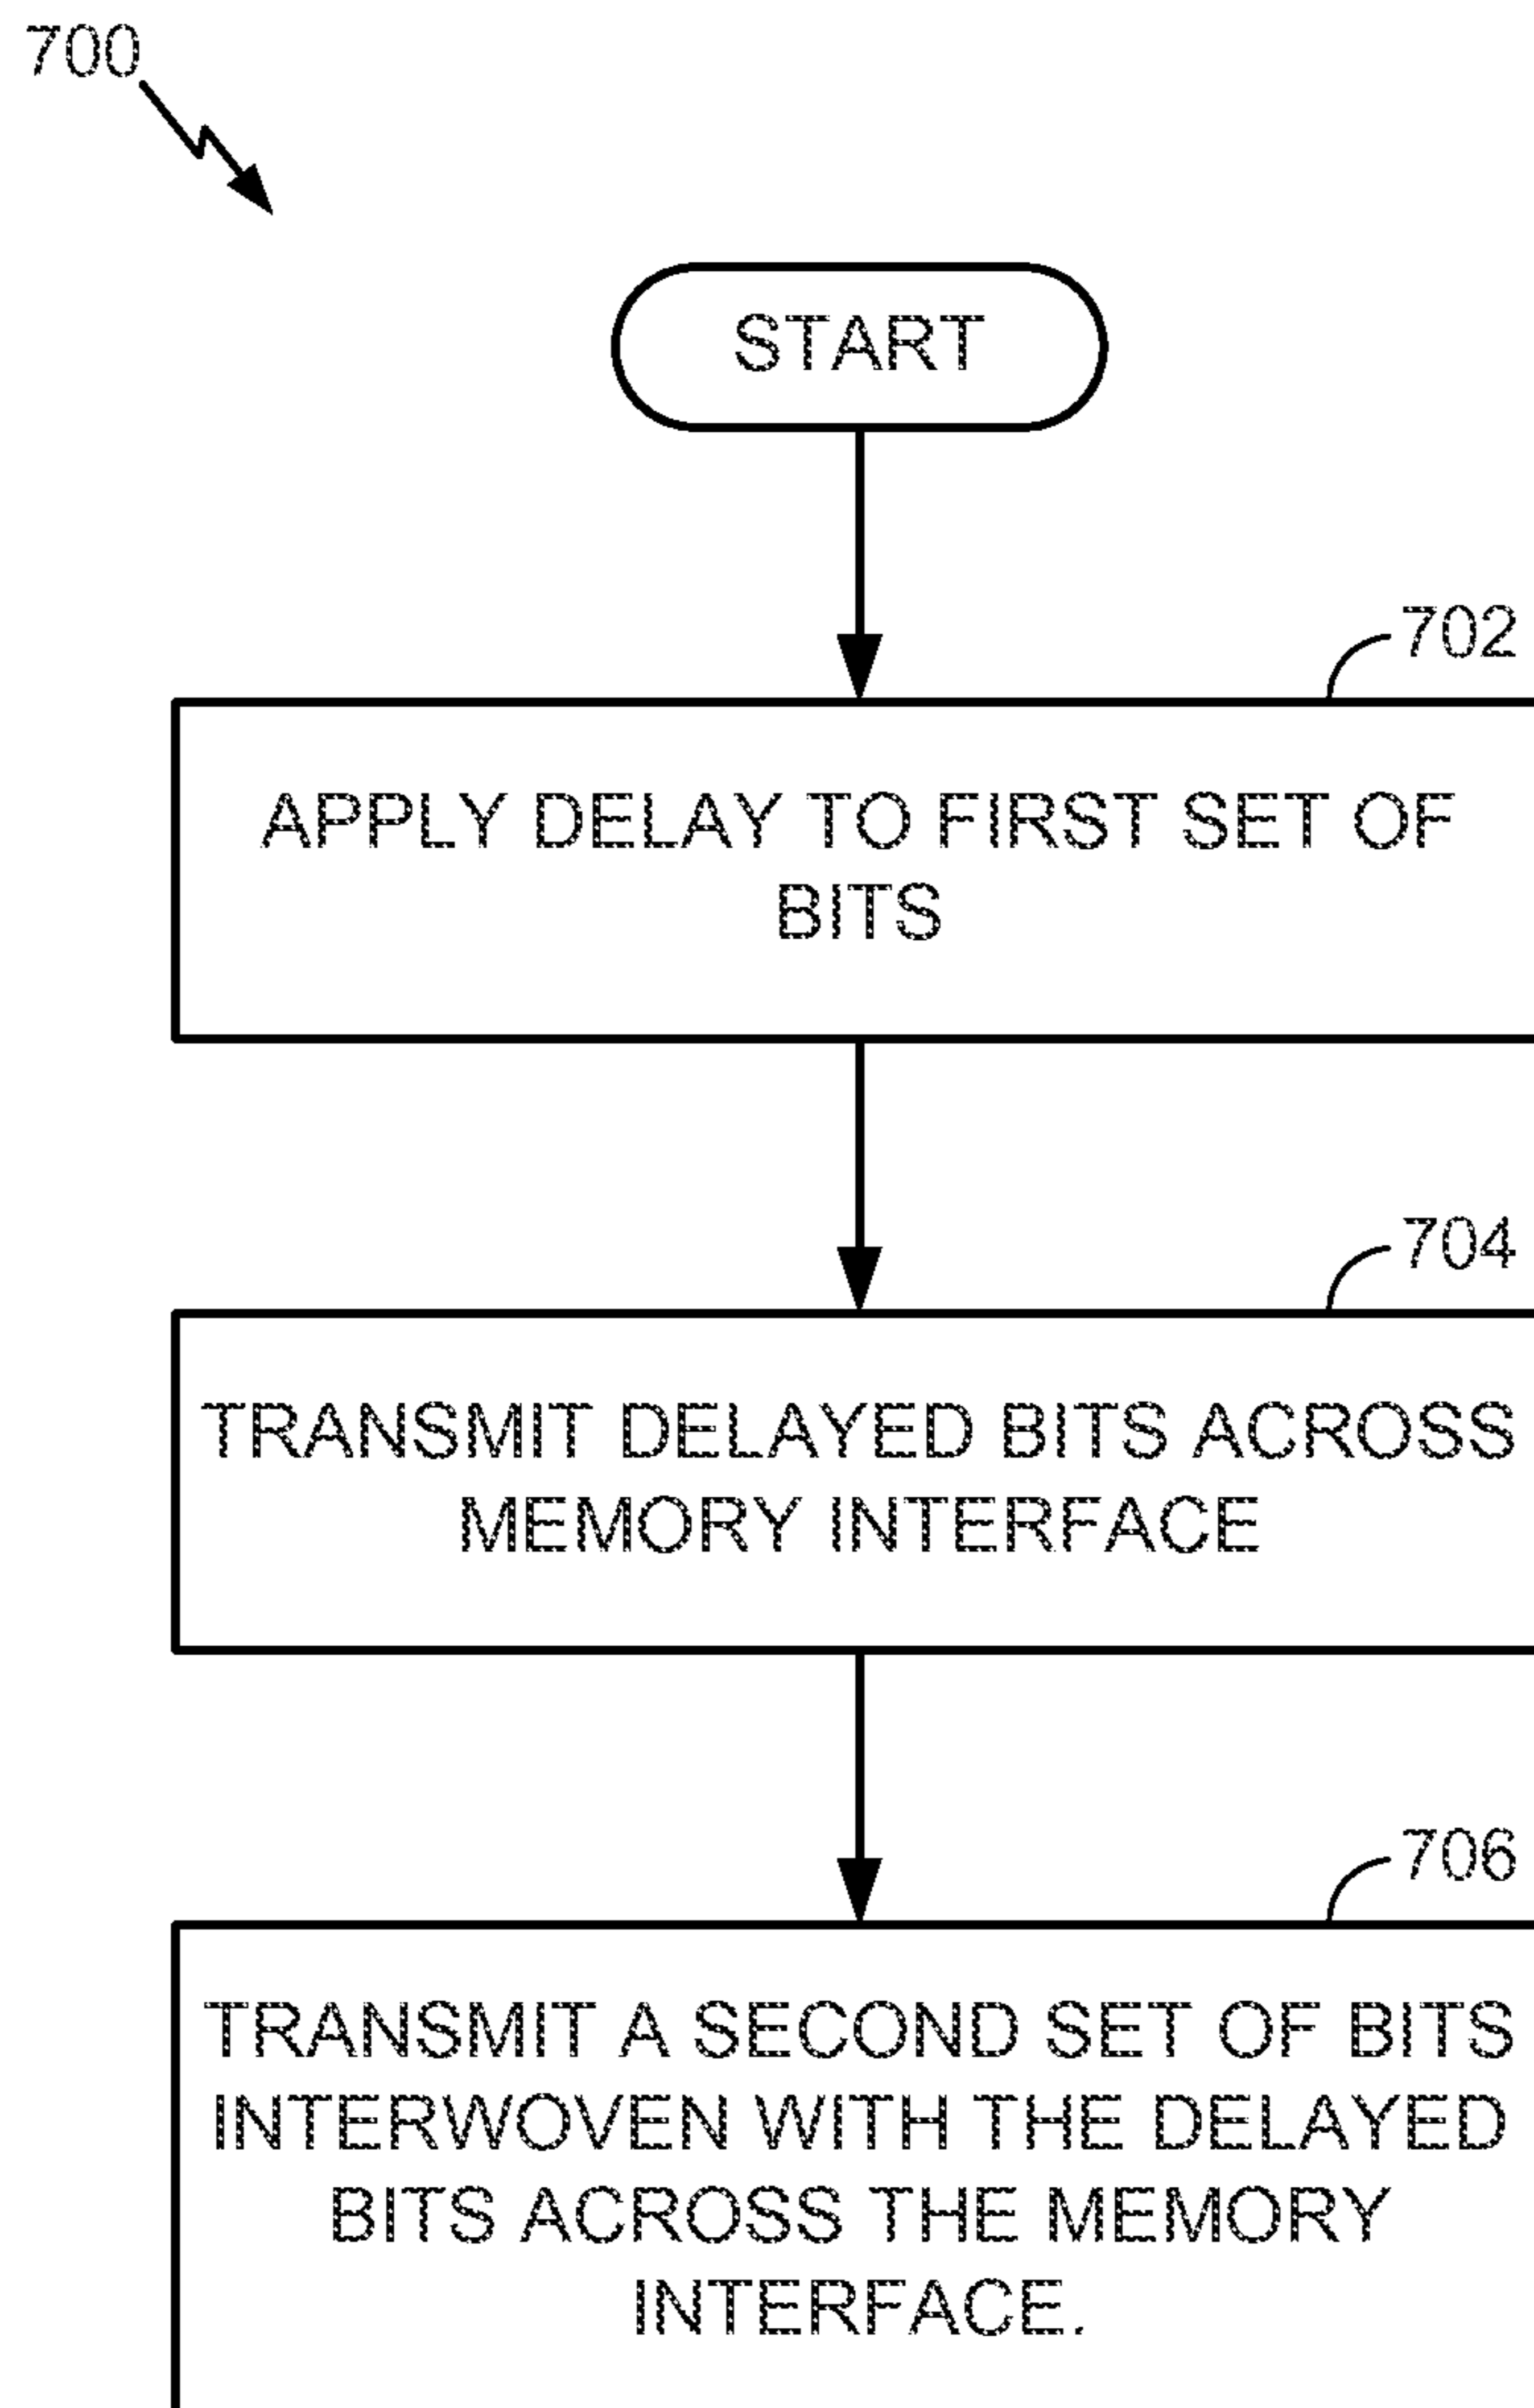 700
START
702
APPLY DELAY TO FIRST SET OF
BITS
704
TRANSMIT DELAYED BITS ACROSS
MEMORY INTERFACE
706
TRANSMIT A SECOND SET OF BITS
INTERWOVEN WITH THE DELAYED
BITS ACROSS THE MEMORY
INTERFACE.